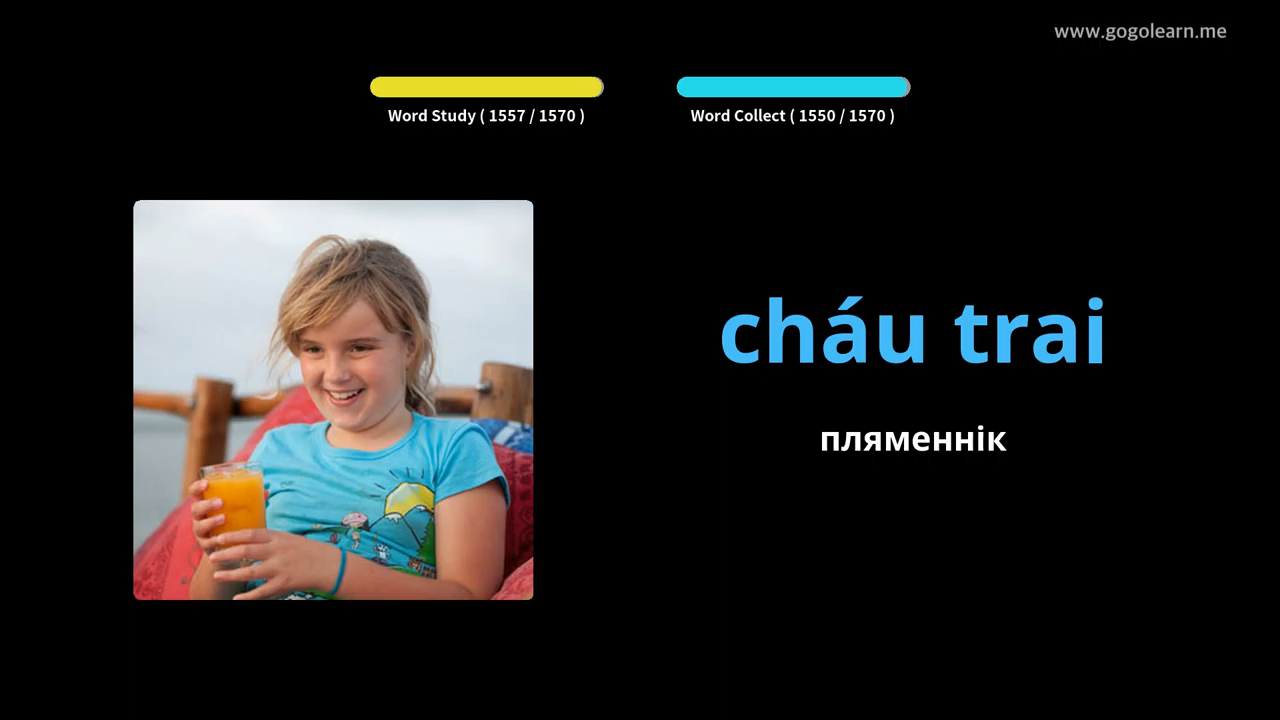 www.gogolearn.me
Word Study ( 1557 / 1570 )
Word Collect ( 1550 / 1570 )
cháu trai
пляменнік